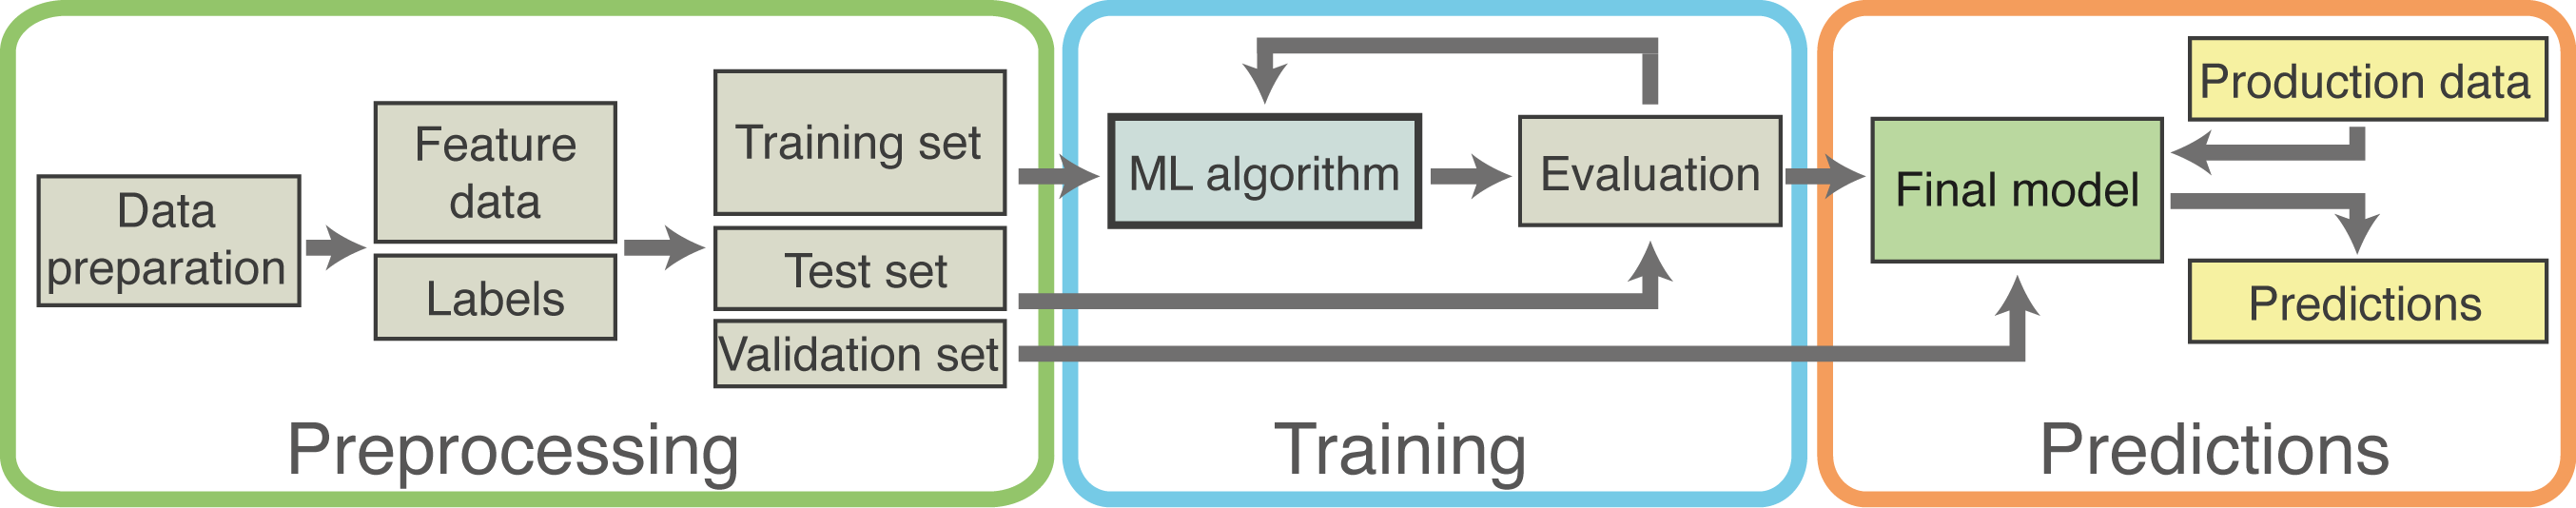 Data
preparation
Feature
data
Labels
Training set
Test set
Validation set
Preprocessing
ML algorithm
Evaluation
Training
Final model
Production data
Predictions
Predictions